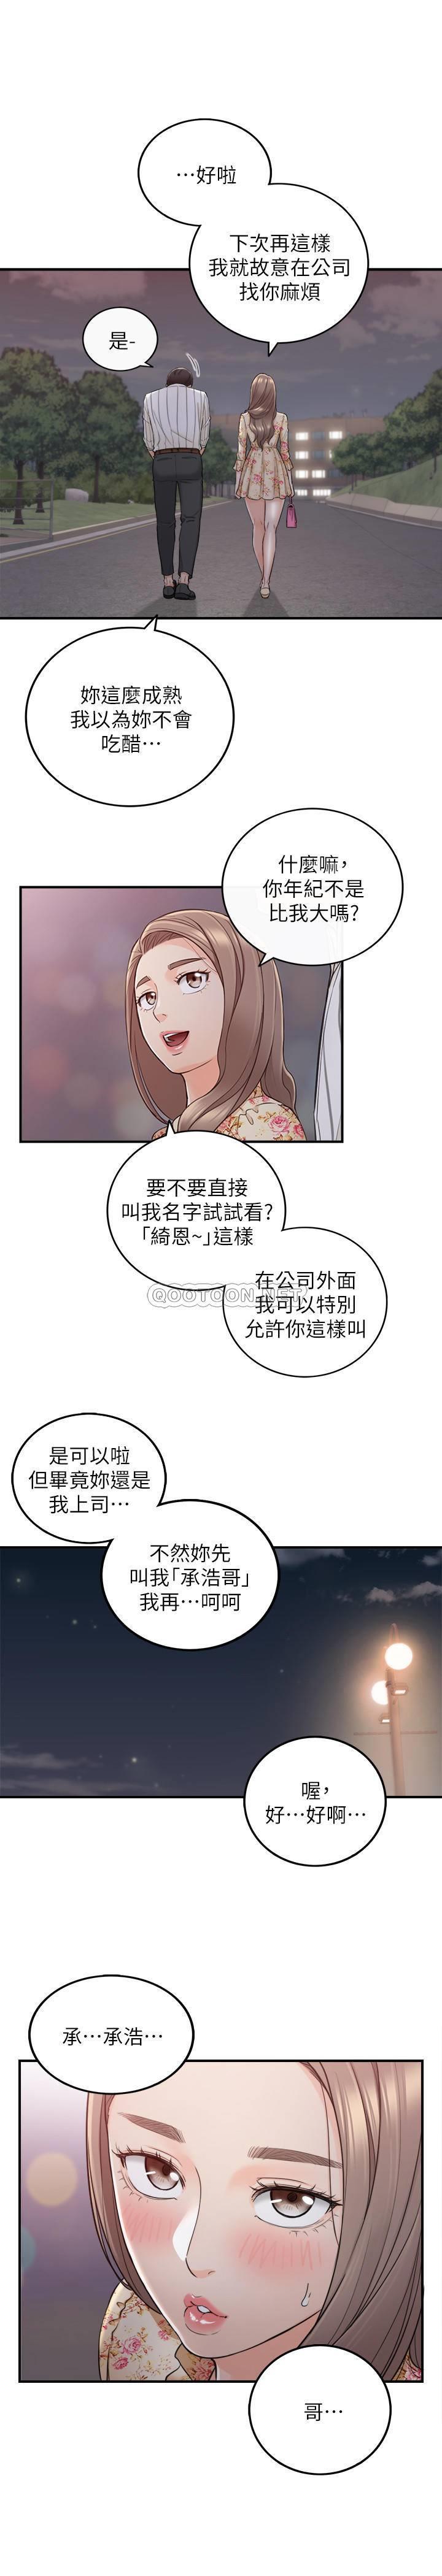 …好啦
下次再這樣
我就故意在公司
找你麻煩
是-
妳這麼成熟
我以為妳不會
吃醋…
什麼嘛,
你年紀不是
比我大嗎?
要不要直接
叫我名字試試看?
「綺恩~」這樣
在公司外面
我可以特別
允許你這樣叫
QOOTOON.NET
是可以啦
但畢竟妳還是
我上司…
不然妳先
叫我「承浩哥」
我再…呵呵
喔,
好…好啊…
承…承浩…
哥…